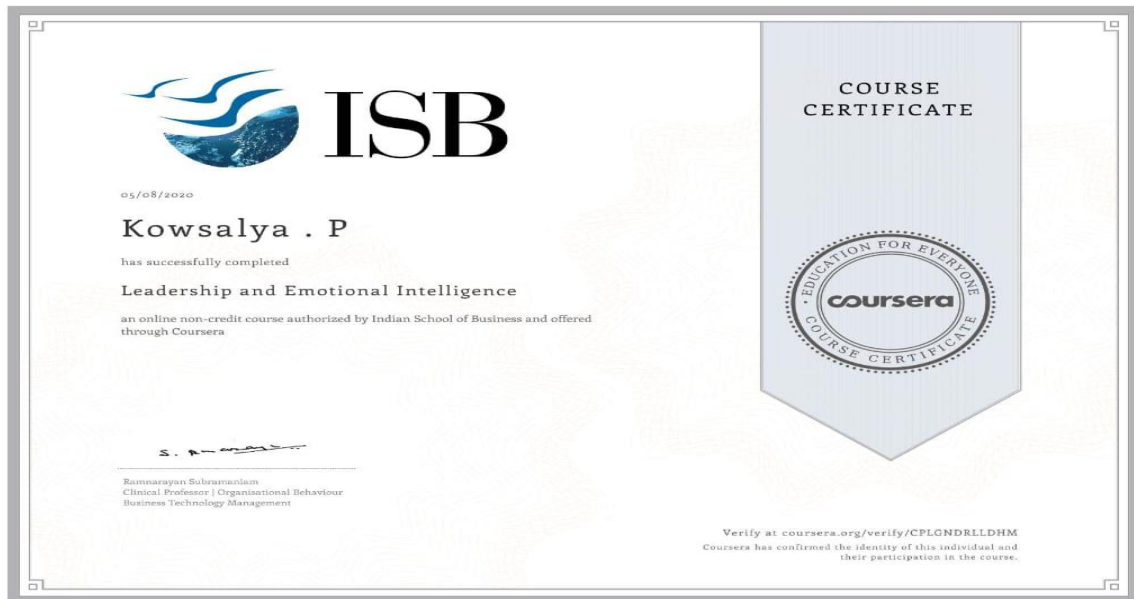 ISB
05/08/2020
Kowsalya . P
has successfully completed
Leadership and Emotional Intelligence
an online non-credit course authorized by Indian School of Business and offered
through Coursera
S.
Ramnarayan Subramaniam
Clinical Professor | Organisational Behaviour
Business Technology Management
COURSE
CERTIFICATE
EDUCATION FOR EVERYONE
coursera
COURSE CERTIFICATE
Verify at coursera.org/verify/CPLGNDRLLDHM
Coursera has confirmed the identity of this individual and
their participation in the course.